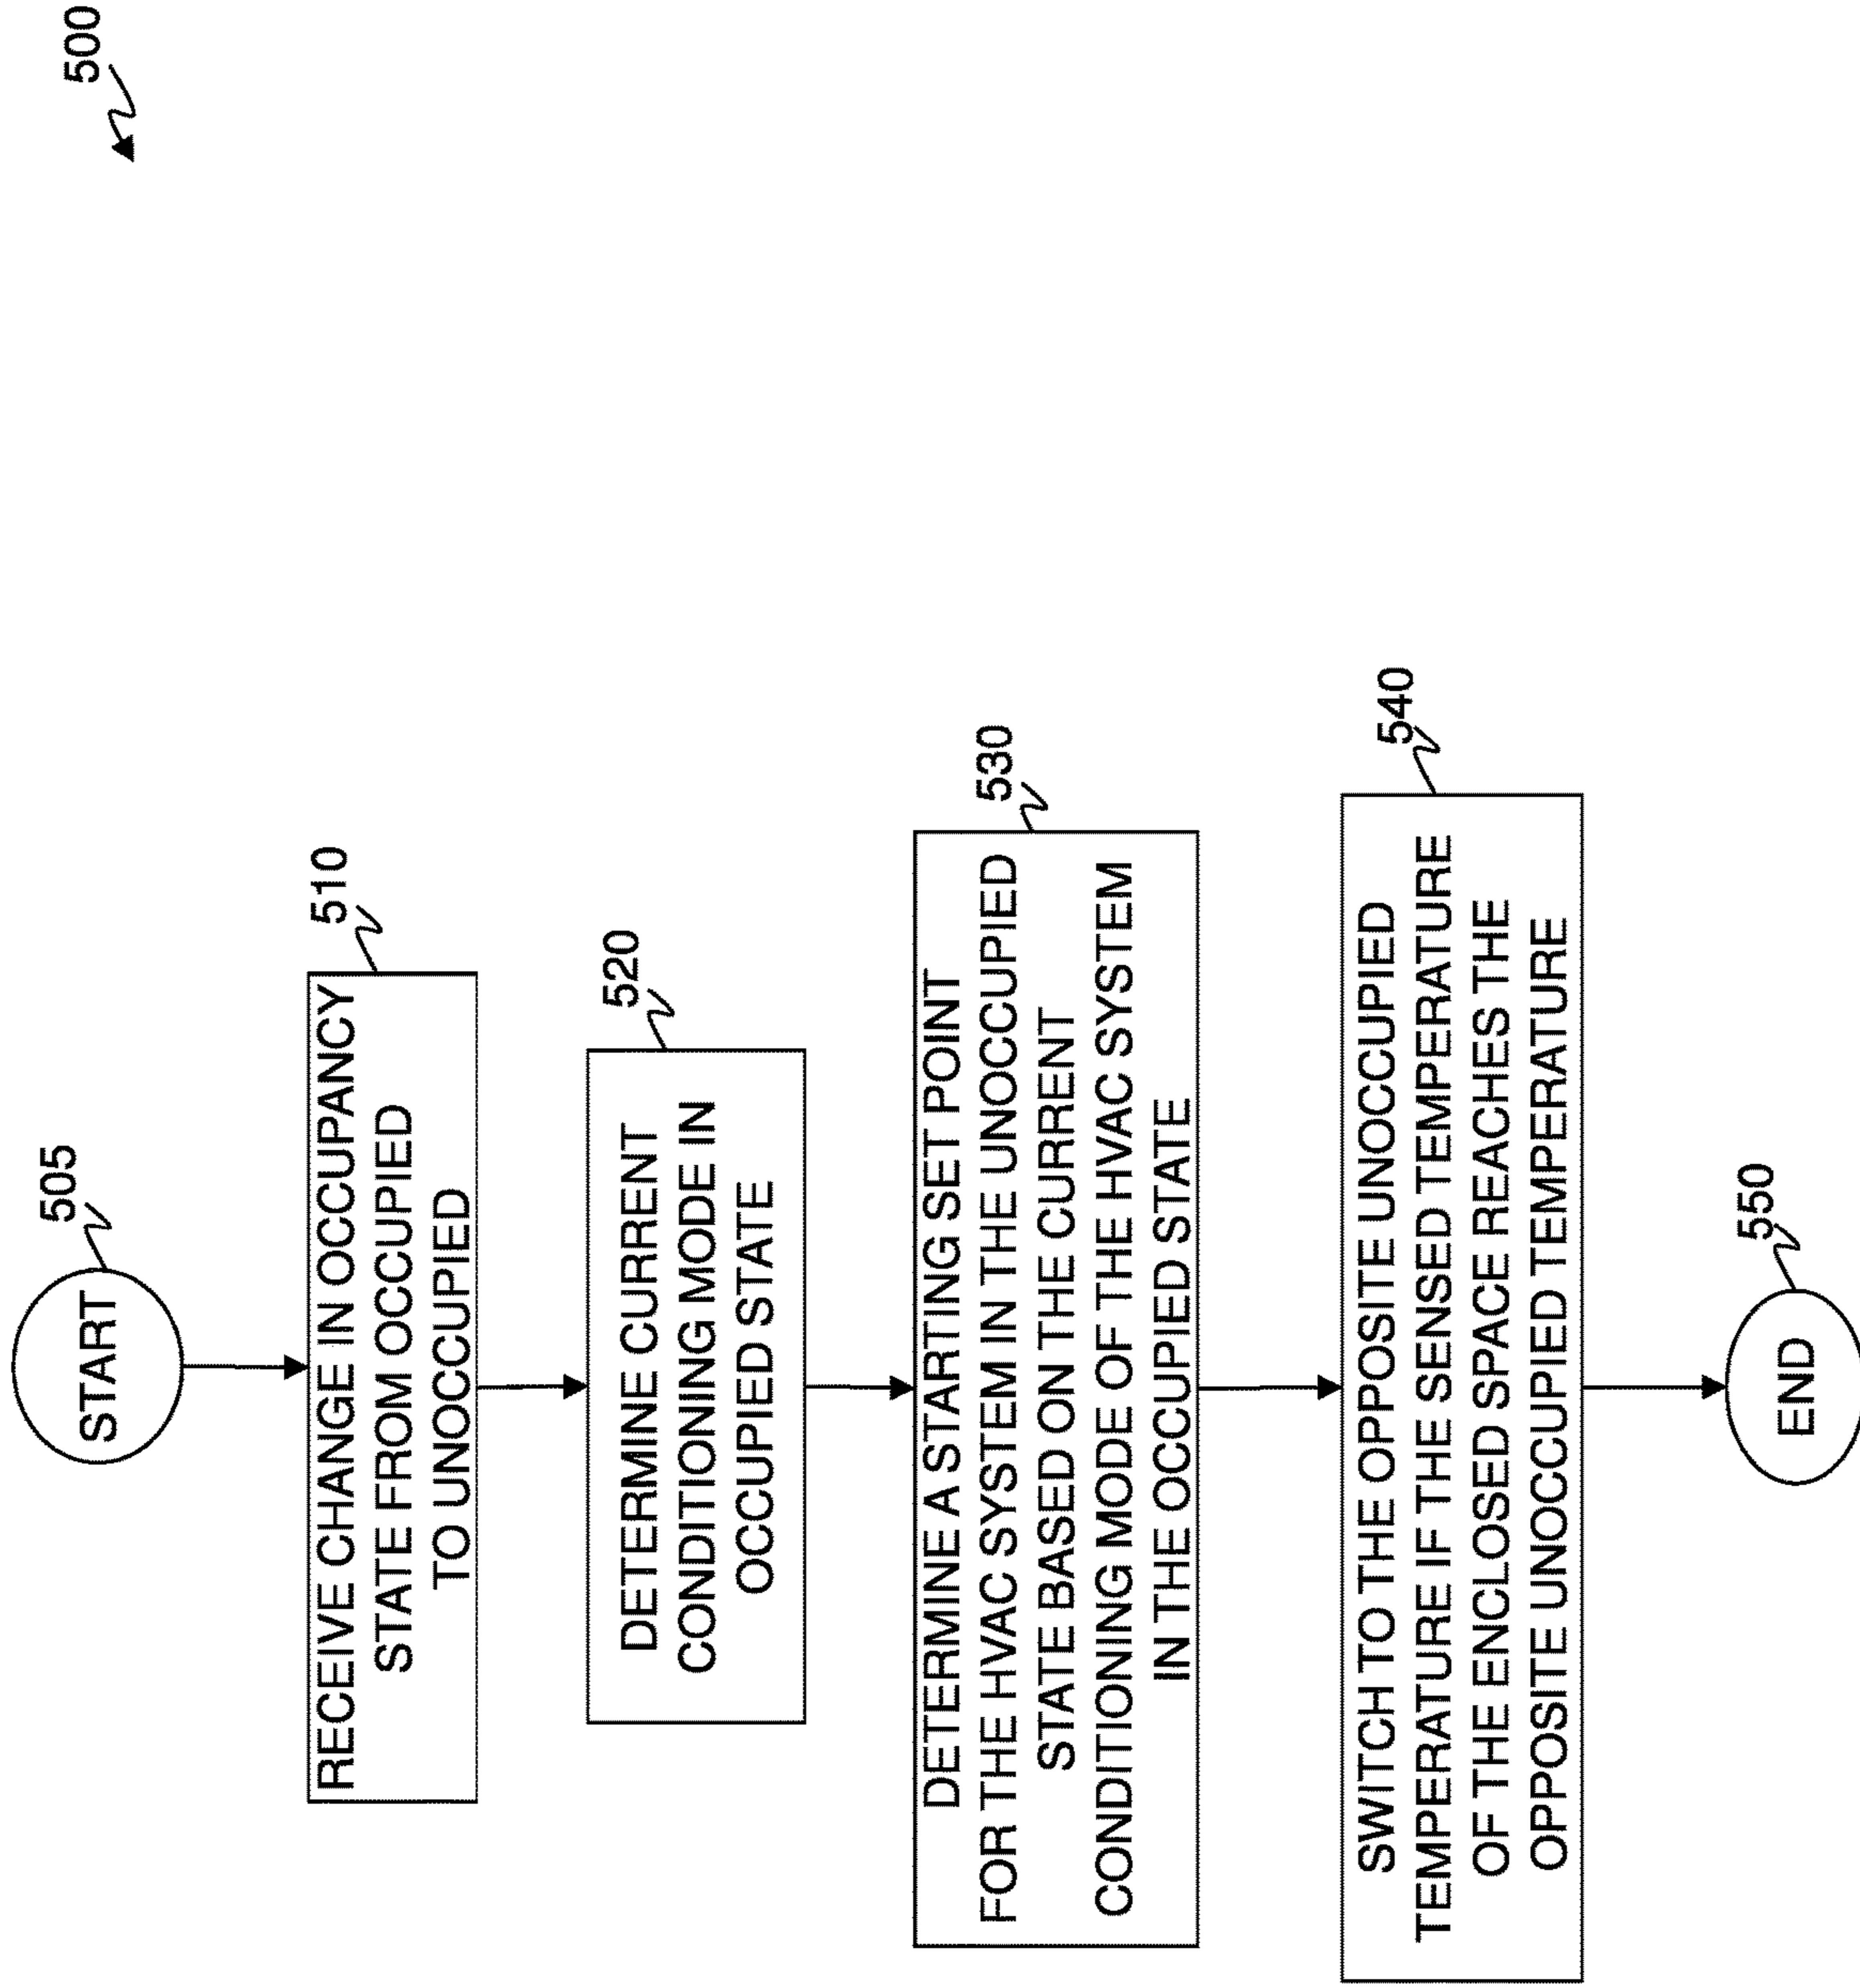 500
START
505
RECEIVE CHANGE IN OCCUPANCY
STATE FROM OCCUPIED
TO UNOCCUPIED
510
DETERMINE CURRENT
CONDITIONING MODE IN
OCCUPIED STATE
520
DETERMINE A STARTING SET POINT
FOR THE HVAC SYSTEM IN THE UNOCCUPIED
STATE BASED ON THE CURRENT
CONDITIONING MODE OF THE HVAC SYSTEM
IN THE OCCUPIED STATE
530
SWITCH TO THE OPPOSITE UNOCCUPIED
TEMPERATURE IF THE SENSED TEMPERATURE
OF THE ENCLOSED SPACE REACHES THE
OPPOSITE UNOCCUPIED TEMPERATURE
540
END
550